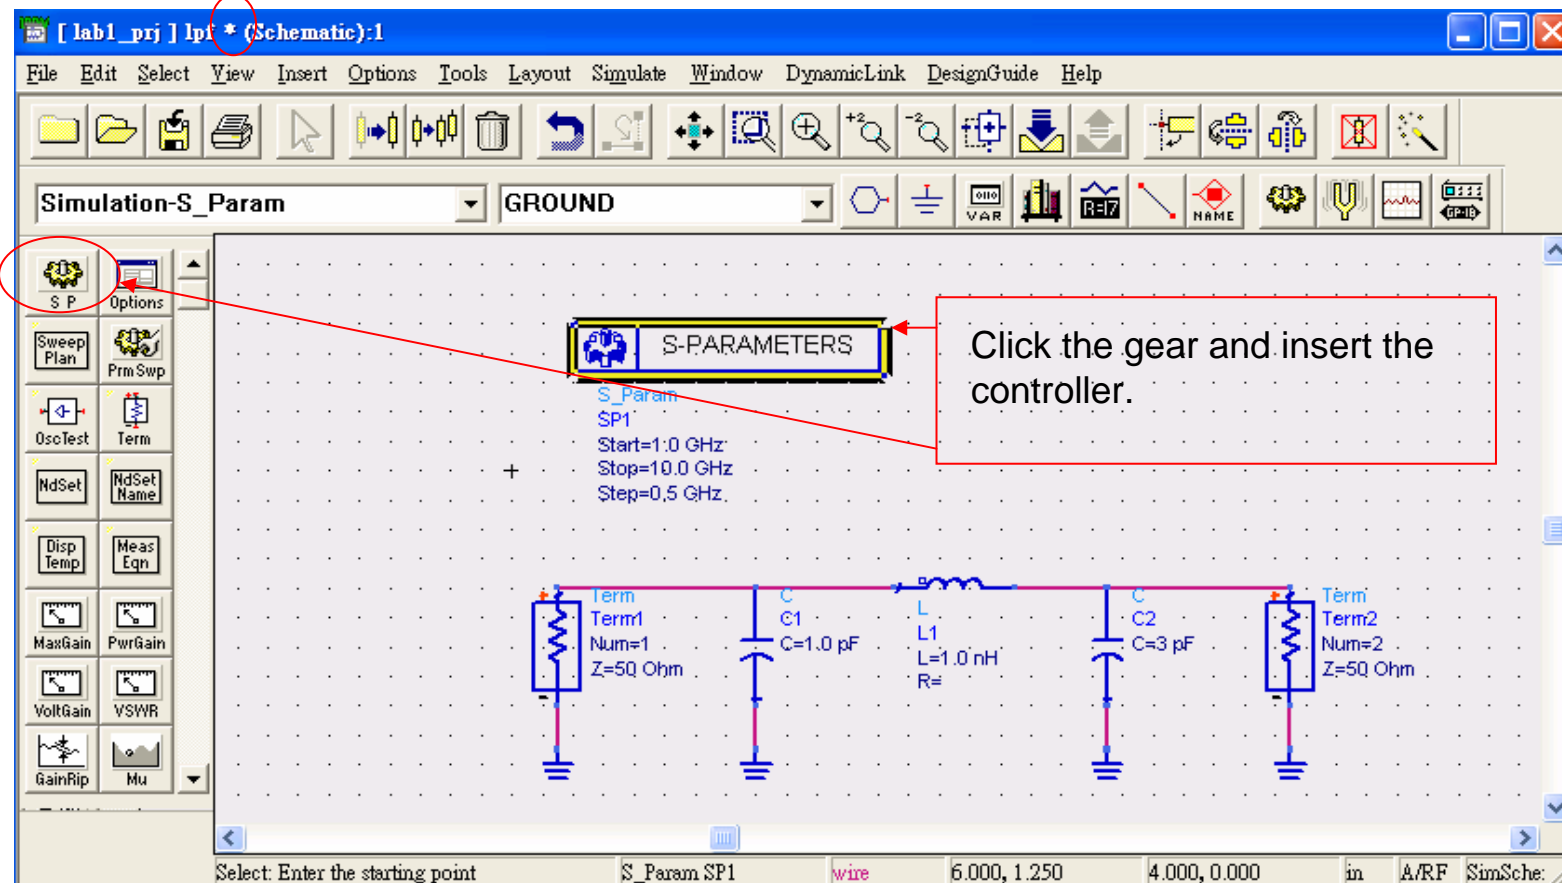 [ lab1_prj ] lpf * (Schematic):1
File Edit Select View Insert Options Tools Layout Simulate Window DynamicLink DesignGuide Help
+2
-2
Simulation-S_Param
GROUND
VAR
NAME
GPIB
S P
Options
Sweep Plan
Prm Swp
OscTest
Term
NdSet
NdSet Name
Disp Temp
Meas Eqn
MaxGain
PwrGain
VoltGain
VSWR
GainRip
Mu
S-PARAMETERS
S_Param
SP1
Start=1.0 GHz
Stop=10.0 GHz
Step=0.5 GHz
Click the gear and insert the
controller.
Term
Term1
Num=1
Z=50 Ohm
C
C1
C=1.0 pF
L
L1
L=1.0 nH
R=
C
C2
C=3 pF
Term
Term2
Num=2
Z=50 Ohm
Select: Enter the starting point
S_Param SP1
wire
6.000, 1.250
4.000, 0.000
in
A/RF
SimSche: